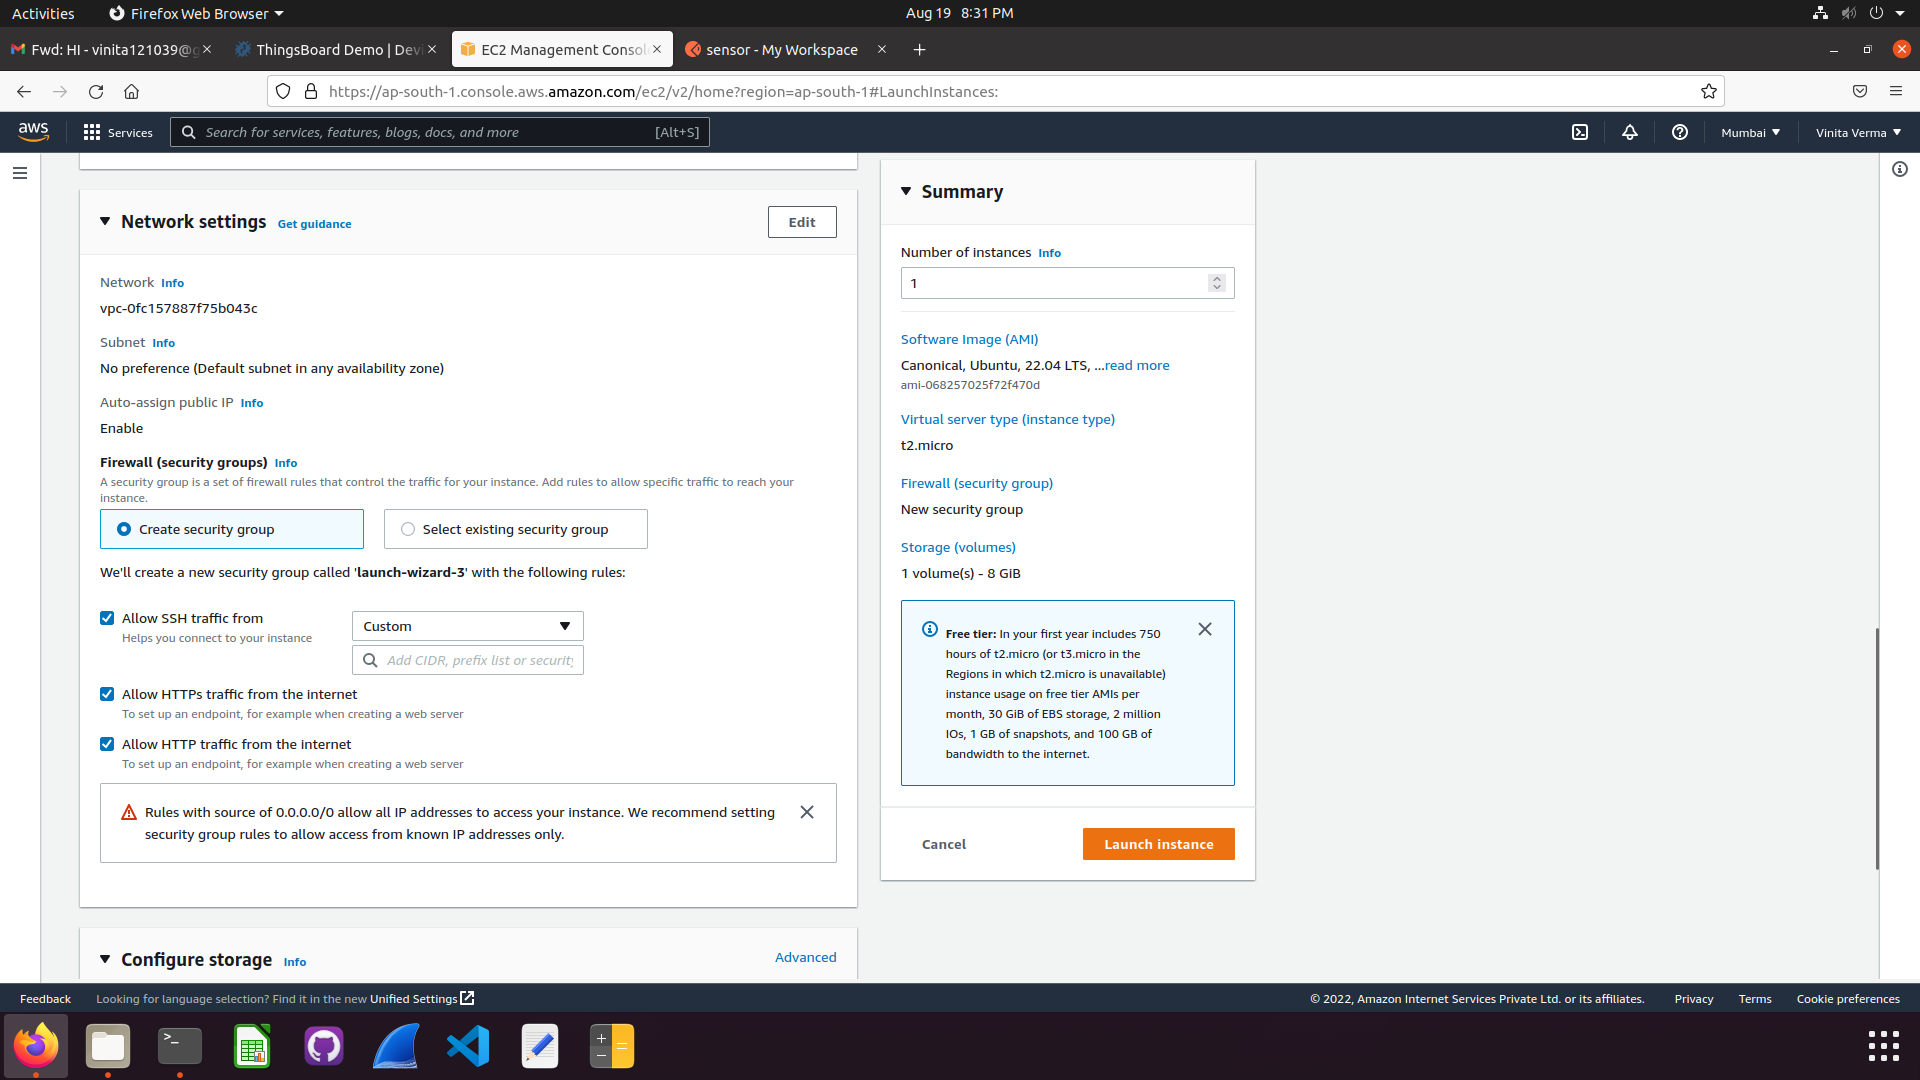 Activities
Firefox Web Browser
Aug 19 8:31 PM
Fwd: HI - vinita121039@g
ThingsBoard Demo | Devi
EC2 Management Consol
sensor - My Workspace
https://ap-south-1.console.aws.amazon.com/ec2/v2/home?region=ap-south-1#LaunchInstances:
aws
Services
Search for services, features, blogs, docs, and more
[Alt+S]
Mumbai
Vinita Verma
Network settings
Get guidance
Edit
Network Info
vpc-0fc157887f75b043c
Subnet Info
No preference (Default subnet in any availability zone)
Auto-assign public IP Info
Enable
Firewall (security groups) Info
A security group is a set of firewall rules that control the traffic for your instance. Add rules to allow specific traffic to reach your
instance.
Create security group
Select existing security group
We'll create a new security group called 'launch-wizard-3' with the following rules:
Allow SSH traffic from
Helps you connect to your instance
Custom
Add CIDR, prefix list or security
Allow HTTPs traffic from the internet
To set up an endpoint, for example when creating a web server
Allow HTTP traffic from the internet
To set up an endpoint, for example when creating a web server
Rules with source of 0.0.0.0/0 allow all IP addresses to access your instance. We recommend setting
security group rules to allow access from known IP addresses only.
Configure storage Info
Advanced
Summary
Number of instances Info
1
Software Image (AMI)
Canonical, Ubuntu, 22.04 LTS, ...read more
ami-068257025f72f470d
Virtual server type (instance type)
t2.micro
Firewall (security group)
New security group
Storage (volumes)
1 volume(s) - 8 GiB
Free tier: In your first year includes 750
hours of t2.micro (or t3.micro in the
Regions in which t2.micro is unavailable)
instance usage on free tier AMIs per
month, 30 GiB of EBS storage, 2 million
IOs, 1 GB of snapshots, and 100 GB of
bandwidth to the internet.
Cancel
Launch instance
Feedback
Looking for language selection? Find it in the new Unified Settings
© 2022, Amazon Internet Services Private Ltd. or its affiliates.
Privacy
Terms
Cookie preferences